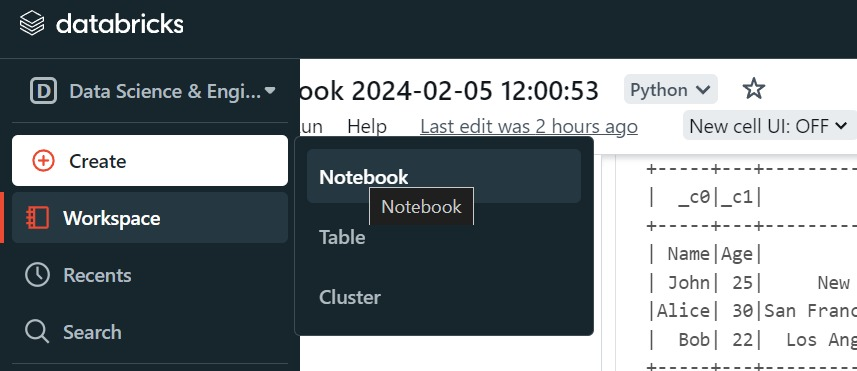 databricks
D Data Science & Engi...
ook 2024-02-05 12:00:53 Python
un Help Last edit was 2 hours ago New cell UI: OFF
Create
Workspace
Recents
Search
Notebook
Notebook
Table
Cluster
+-----+---+---------
| _c0|_c1|
+-----+---+---------
| Name|Age|
| John| 25| New
|Alice| 30|San Franc
| Bob| 22| Los Ang
+-----+---+---------